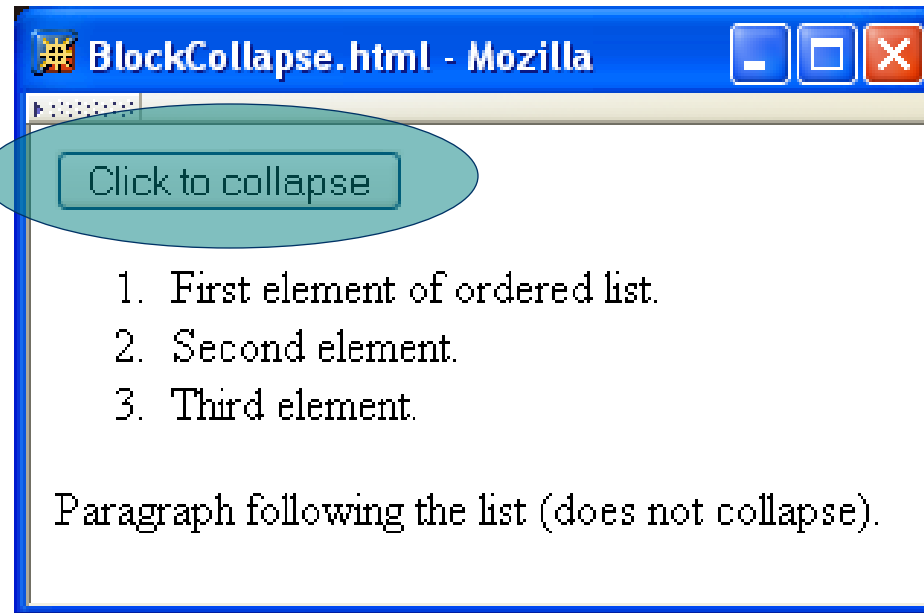 BlockCollapse.html - Mozilla
Click to collapse
1. First element of ordered list.
2. Second element.
3. Third element.
Paragraph following the list (does not collapse).